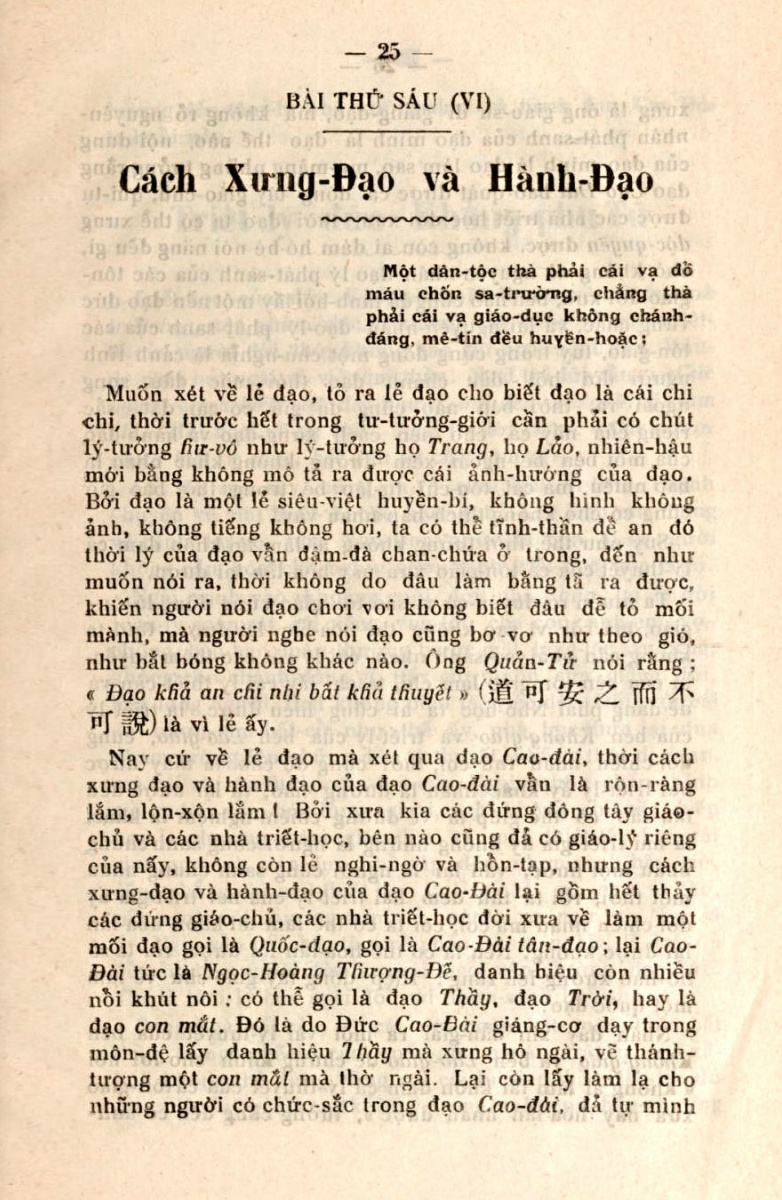 — 25 —
BÀI THỨ SÁU (VI)
Cách Xưng-Đạo và Hành-Đạo
Một dân-tộc thà phải cái vạ đổ
máu chốn sa-trường, chẳng thà
phải cái vạ giáo-dục không chánh-
đáng, mê-tín đều huyền-hoặc ;
Muốn xét về lẻ đạo, tỏ ra lẻ đạo cho biết đạo là cái chi
chi, thời trước hết trong tư-tưởng-giới cần phải có chút
lý-tưởng hư-vô như lý-tưởng họ Trang, họ Lảo, nhiên-hậu
mới bằng không mô tả ra được cái ảnh-hướng của đạo.
Bởi đạo là một lẻ siêu-việt huyền-bí, không hình không
ảnh, không tiếng không hơi, ta có thể tĩnh-thần để an đó
thời lý của đạo vẫn đậm-đà chan-chứa ở trong, đến như
muốn nói ra, thời không do đâu làm bằng tả ra được,
khiến người nói đạo chơi vơi không biết đâu để tỏ mối
mành, mà người nghe nói đạo cũng bơ vơ như theo gió,
như bắt bóng không khác nào. Ông Quản-Tử nói rằng ;
« Đạo khả an chi nhi bất khả thuyết » (道可安之而不
可說) là vì lẻ ấy.
Nay cứ về lẻ đạo mà xét qua đạo Cao-đài, thời cách
xưng đạo và hành đạo của đạo Cao-đài vẫn là rộn-ràng
lắm, lộn-xộn lắm ! Bởi xưa kia các đứng đông tây giáo-
chủ và các nhà triết-học, bên nào cũng đả có giáo-lý riêng
của nấy, không còn lẻ nghi-ngờ và hồn-tạp, nhưng cách
xưng-đạo và hành-đạo của đạo Cao-Đài lại gồm hết thảy
các đứng giáo-chủ, các nhà triết-học đời xưa về làm một
mối đạo gọi là Quốc-đạo, gọi là Cao-Đài tân-đạo ; lại Cao-
Đài tức là Ngọc-Hoàng Thượng-Đế, danh hiệu còn nhiều
nồi khút nôi : có thể gọi là đạo Thầy, đạo Trời, hay là
đạo con mắt. Đó là do Đức Cao-Đài giáng-cơ dạy trong
môn-đệ lấy danh hiệu Thầy mà xưng hô ngài, vẽ thánh-
tượng một con mắt mà thờ ngài. Lại còn lấy làm lạ cho
những người có chức-sắc trong đạo Cao-đài, đả tự mình